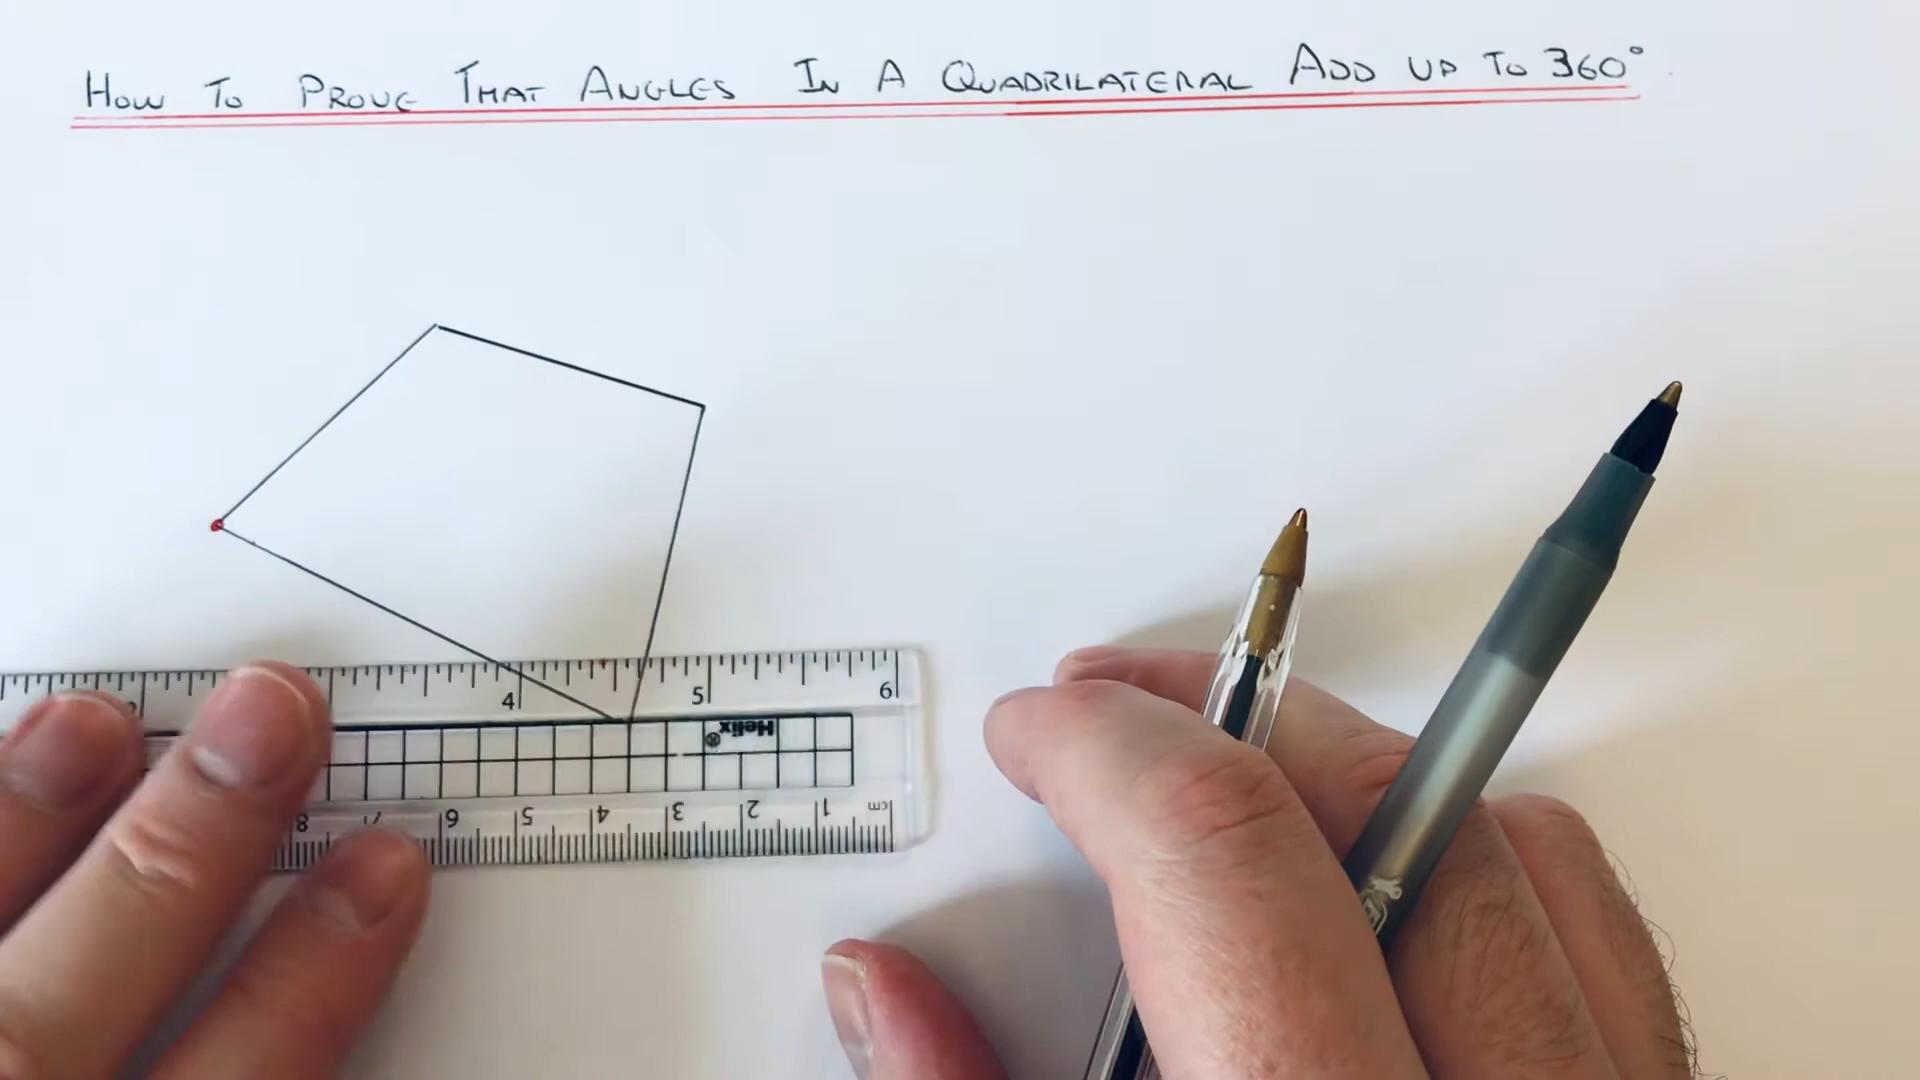 How To Prove That Angles In A Quadrilateral Add Up To 360°
4 5 6
Helix®
8 7 6 5 4 3 2 1 cm